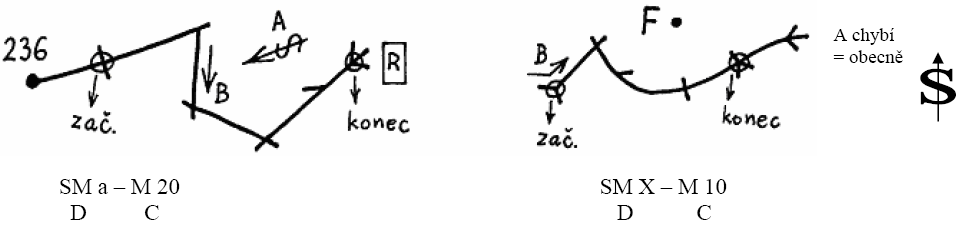 236
zač.
B
A
R
konec
SM a – M 20
D C
B
zač.
F
konec
SM X – M 10
D C
A chybí
= obecně
S